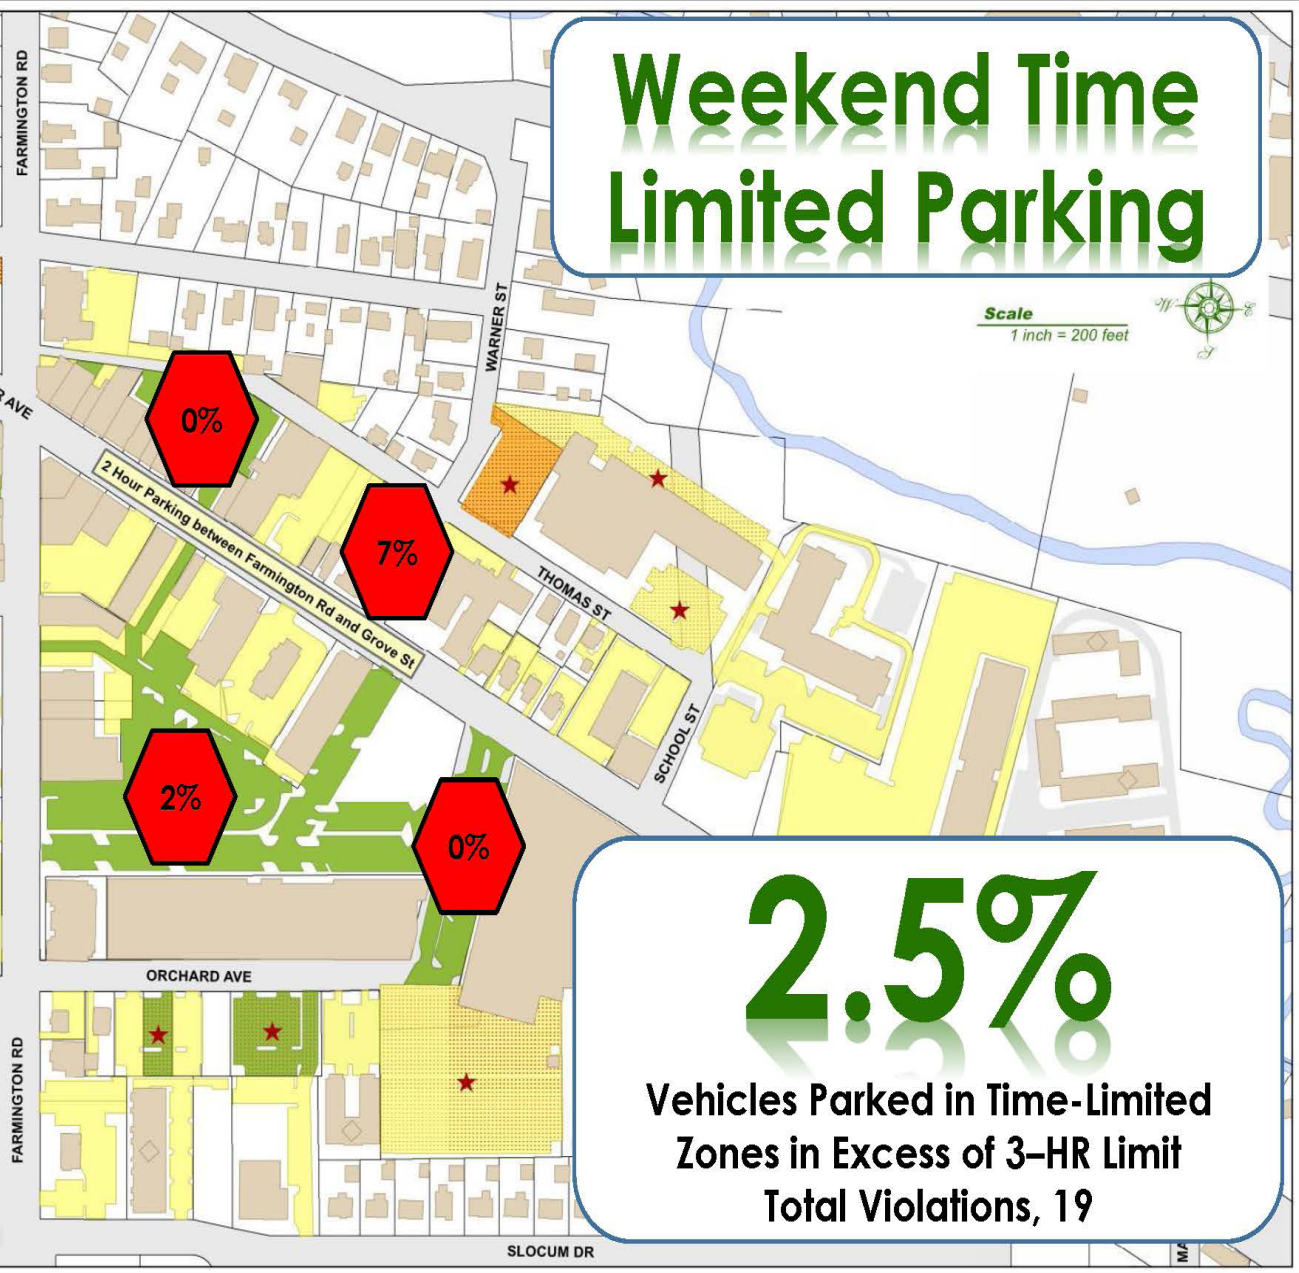 Weekend Time
Limited Parking
FARMINGTON RD
WARNER ST
Scale
1 inch = 200 feet
W
E
S
AVE
0%
2 Hour Parking between Farmington Rd and Grove St
7%
THOMAS ST
SCHOOL ST
2%
0%
ORCHARD AVE
FARMINGTON RD
2.5%
Vehicles Parked in Time-Limited
Zones in Excess of 3–HR Limit
Total Violations, 19
SLOCUM DR
MA